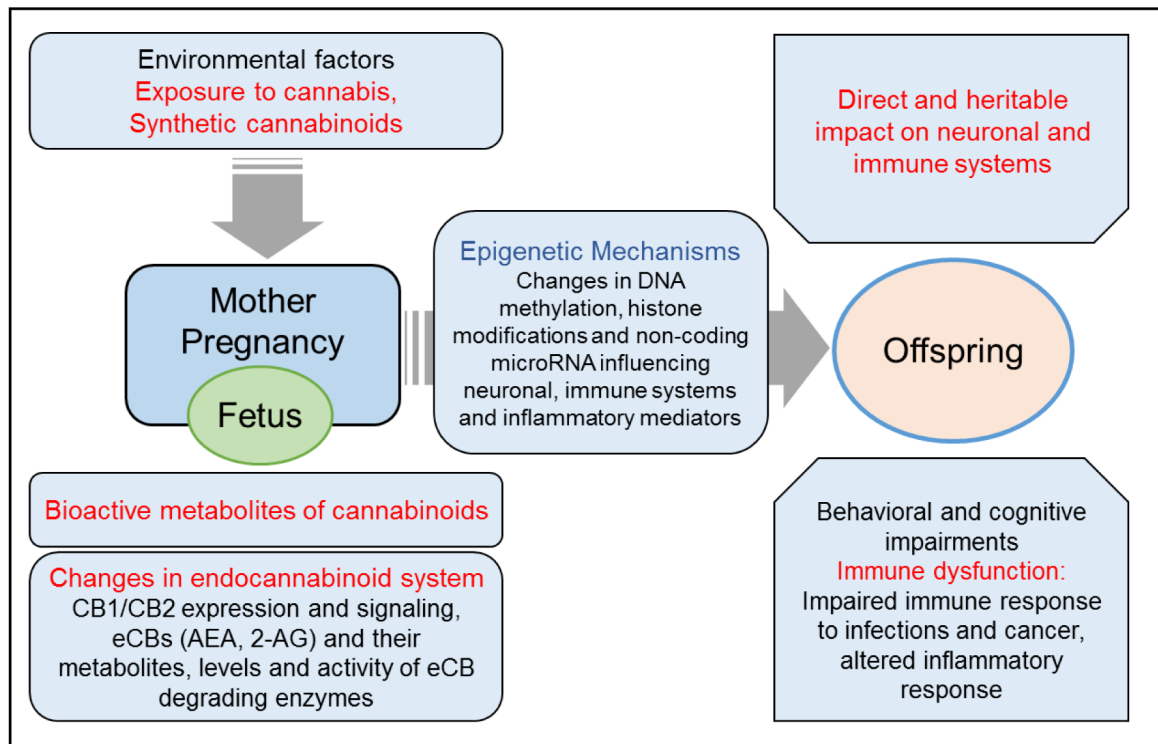 Environmental factors
Exposure to cannabis,
Synthetic cannabinoids
Mother
Pregnancy
Fetus
Bioactive metabolites of cannabinoids
Changes in endocannabinoid system
CB1/CB2 expression and signaling,
eCBs (AEA, 2-AG) and their
metabolites, levels and activity of eCB
degrading enzymes
Epigenetic Mechanisms
Changes in DNA
methylation, histone
modifications and non-coding
microRNA influencing
neuronal, immune systems
and inflammatory mediators
Direct and heritable
impact on neuronal and
immune systems
Offspring
Behavioral and cognitive
impairments
Immune dysfunction:
Impaired immune response
to infections and cancer,
altered inflammatory
response